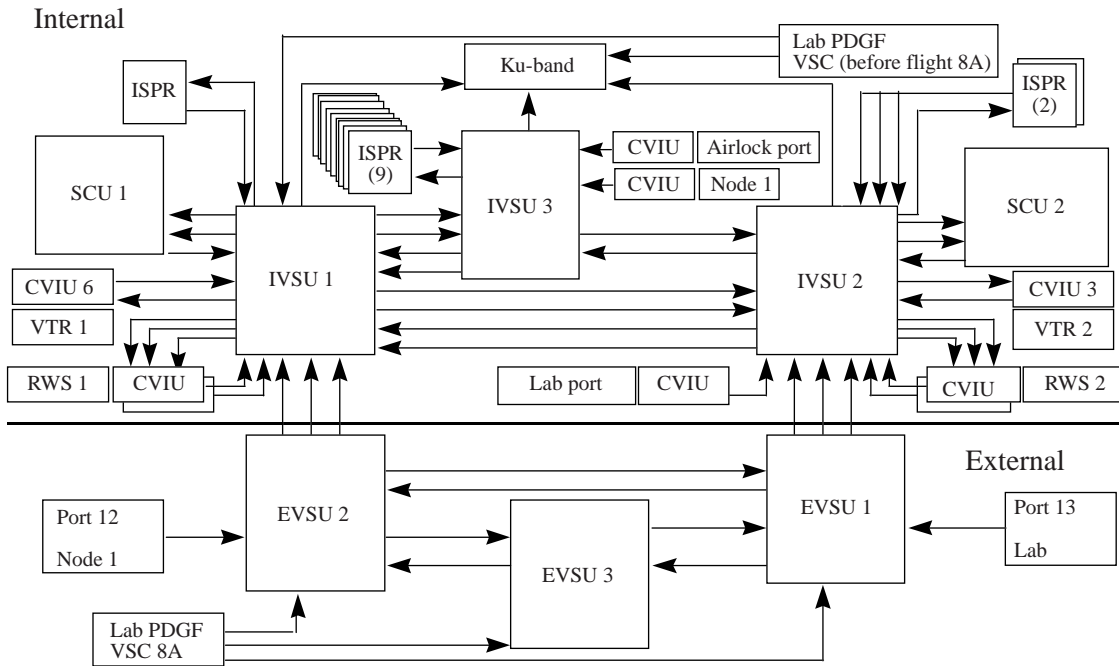 Internal
Lab PDGF
VSC (before flight 8A)
Ku-band
ISPR
ISPR
(2)
CVIU
Airlock port
ISPR
(9)
SCU 1
CVIU
Node 1
IVSU 3
SCU 2
IVSU 1
IVSU 2
CVIU 6
CVIU 3
VTR 1
VTR 2
RWS 1
CVIU
Lab port
CVIU
CVIU
RWS 2
External
Port 12
Node 1
EVSU 2
EVSU 1
Port 13
Lab
EVSU 3
Lab PDGF
VSC 8A